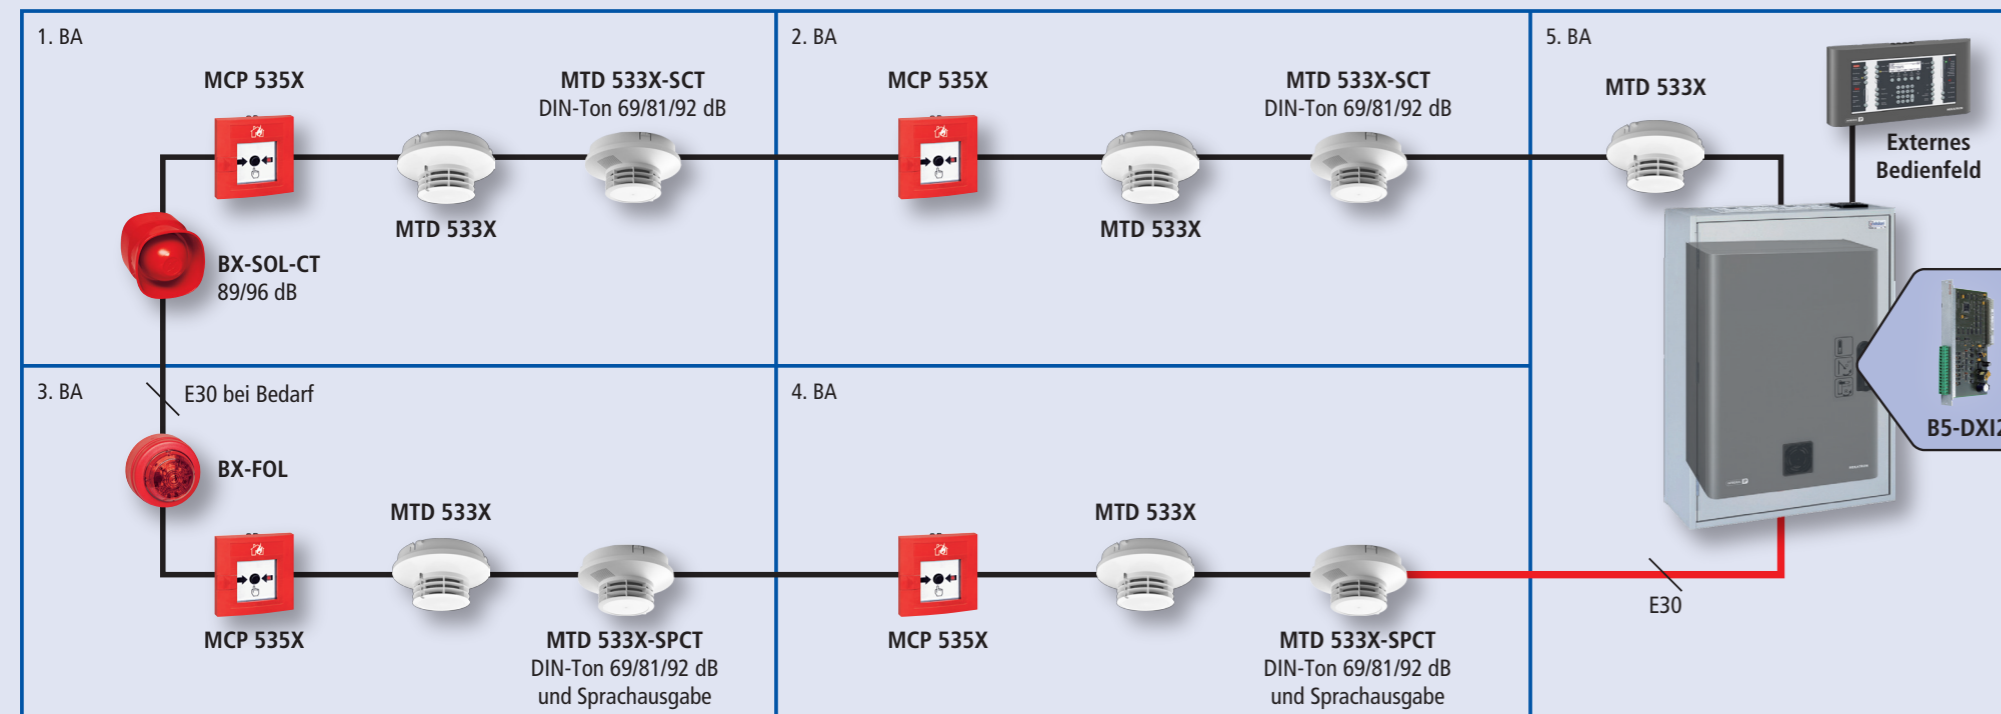 1. BA
MCP 535X
MTD 533X-SCT
DIN-Ton 69/81/92 dB
MTD 533X
BX-SOL-CT
89/96 dB
2. BA
MCP 535X
MTD 533X-SCT
DIN-Ton 69/81/92 dB
MTD 533X
5. BA
MTD 533X
Externes
Bedienfeld
B5-DXI2
3. BA
E30 bei Bedarf
BX-FOL
MTD 533X
MCP 535X
MTD 533X-SPCT
DIN-Ton 69/81/92 dB
und Sprachausgabe
4. BA
MTD 533X
MCP 535X
MTD 533X-SPCT
DIN-Ton 69/81/92 dB
und Sprachausgabe
E30